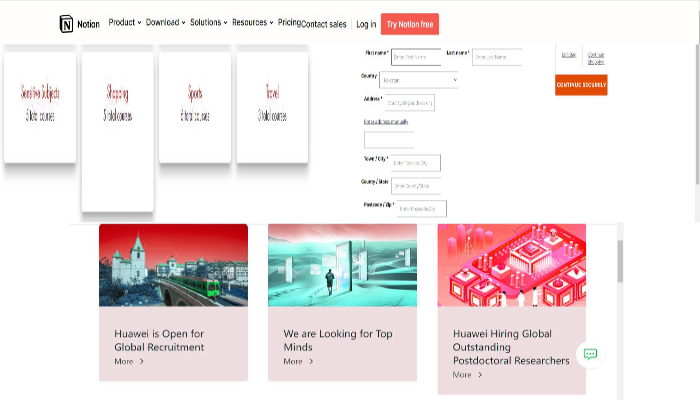 Notion
Product Download Solutions Resources Pricing Contact sales Log in Try Notion free
Sensitive Subjects
3 total courses
Shopping
5 total courses
Sports
6 total courses
Travel
3 total courses
First name * Enter First Name Last name * Enter Last Name
Country Pakistan
Address * Start typing address or p
Enter address manually
Town / City * Enter Town or City
County / State Enter County/State
Postcode / Zip * Enter Postcode/Zip
Continue
shopping
CONTINUE SECURELY
Huawei is Open for
Global Recruitment
More
We are Looking for Top
Minds
More
Huawei Hiring Global
Outstanding
Postdoctoral Researchers
More